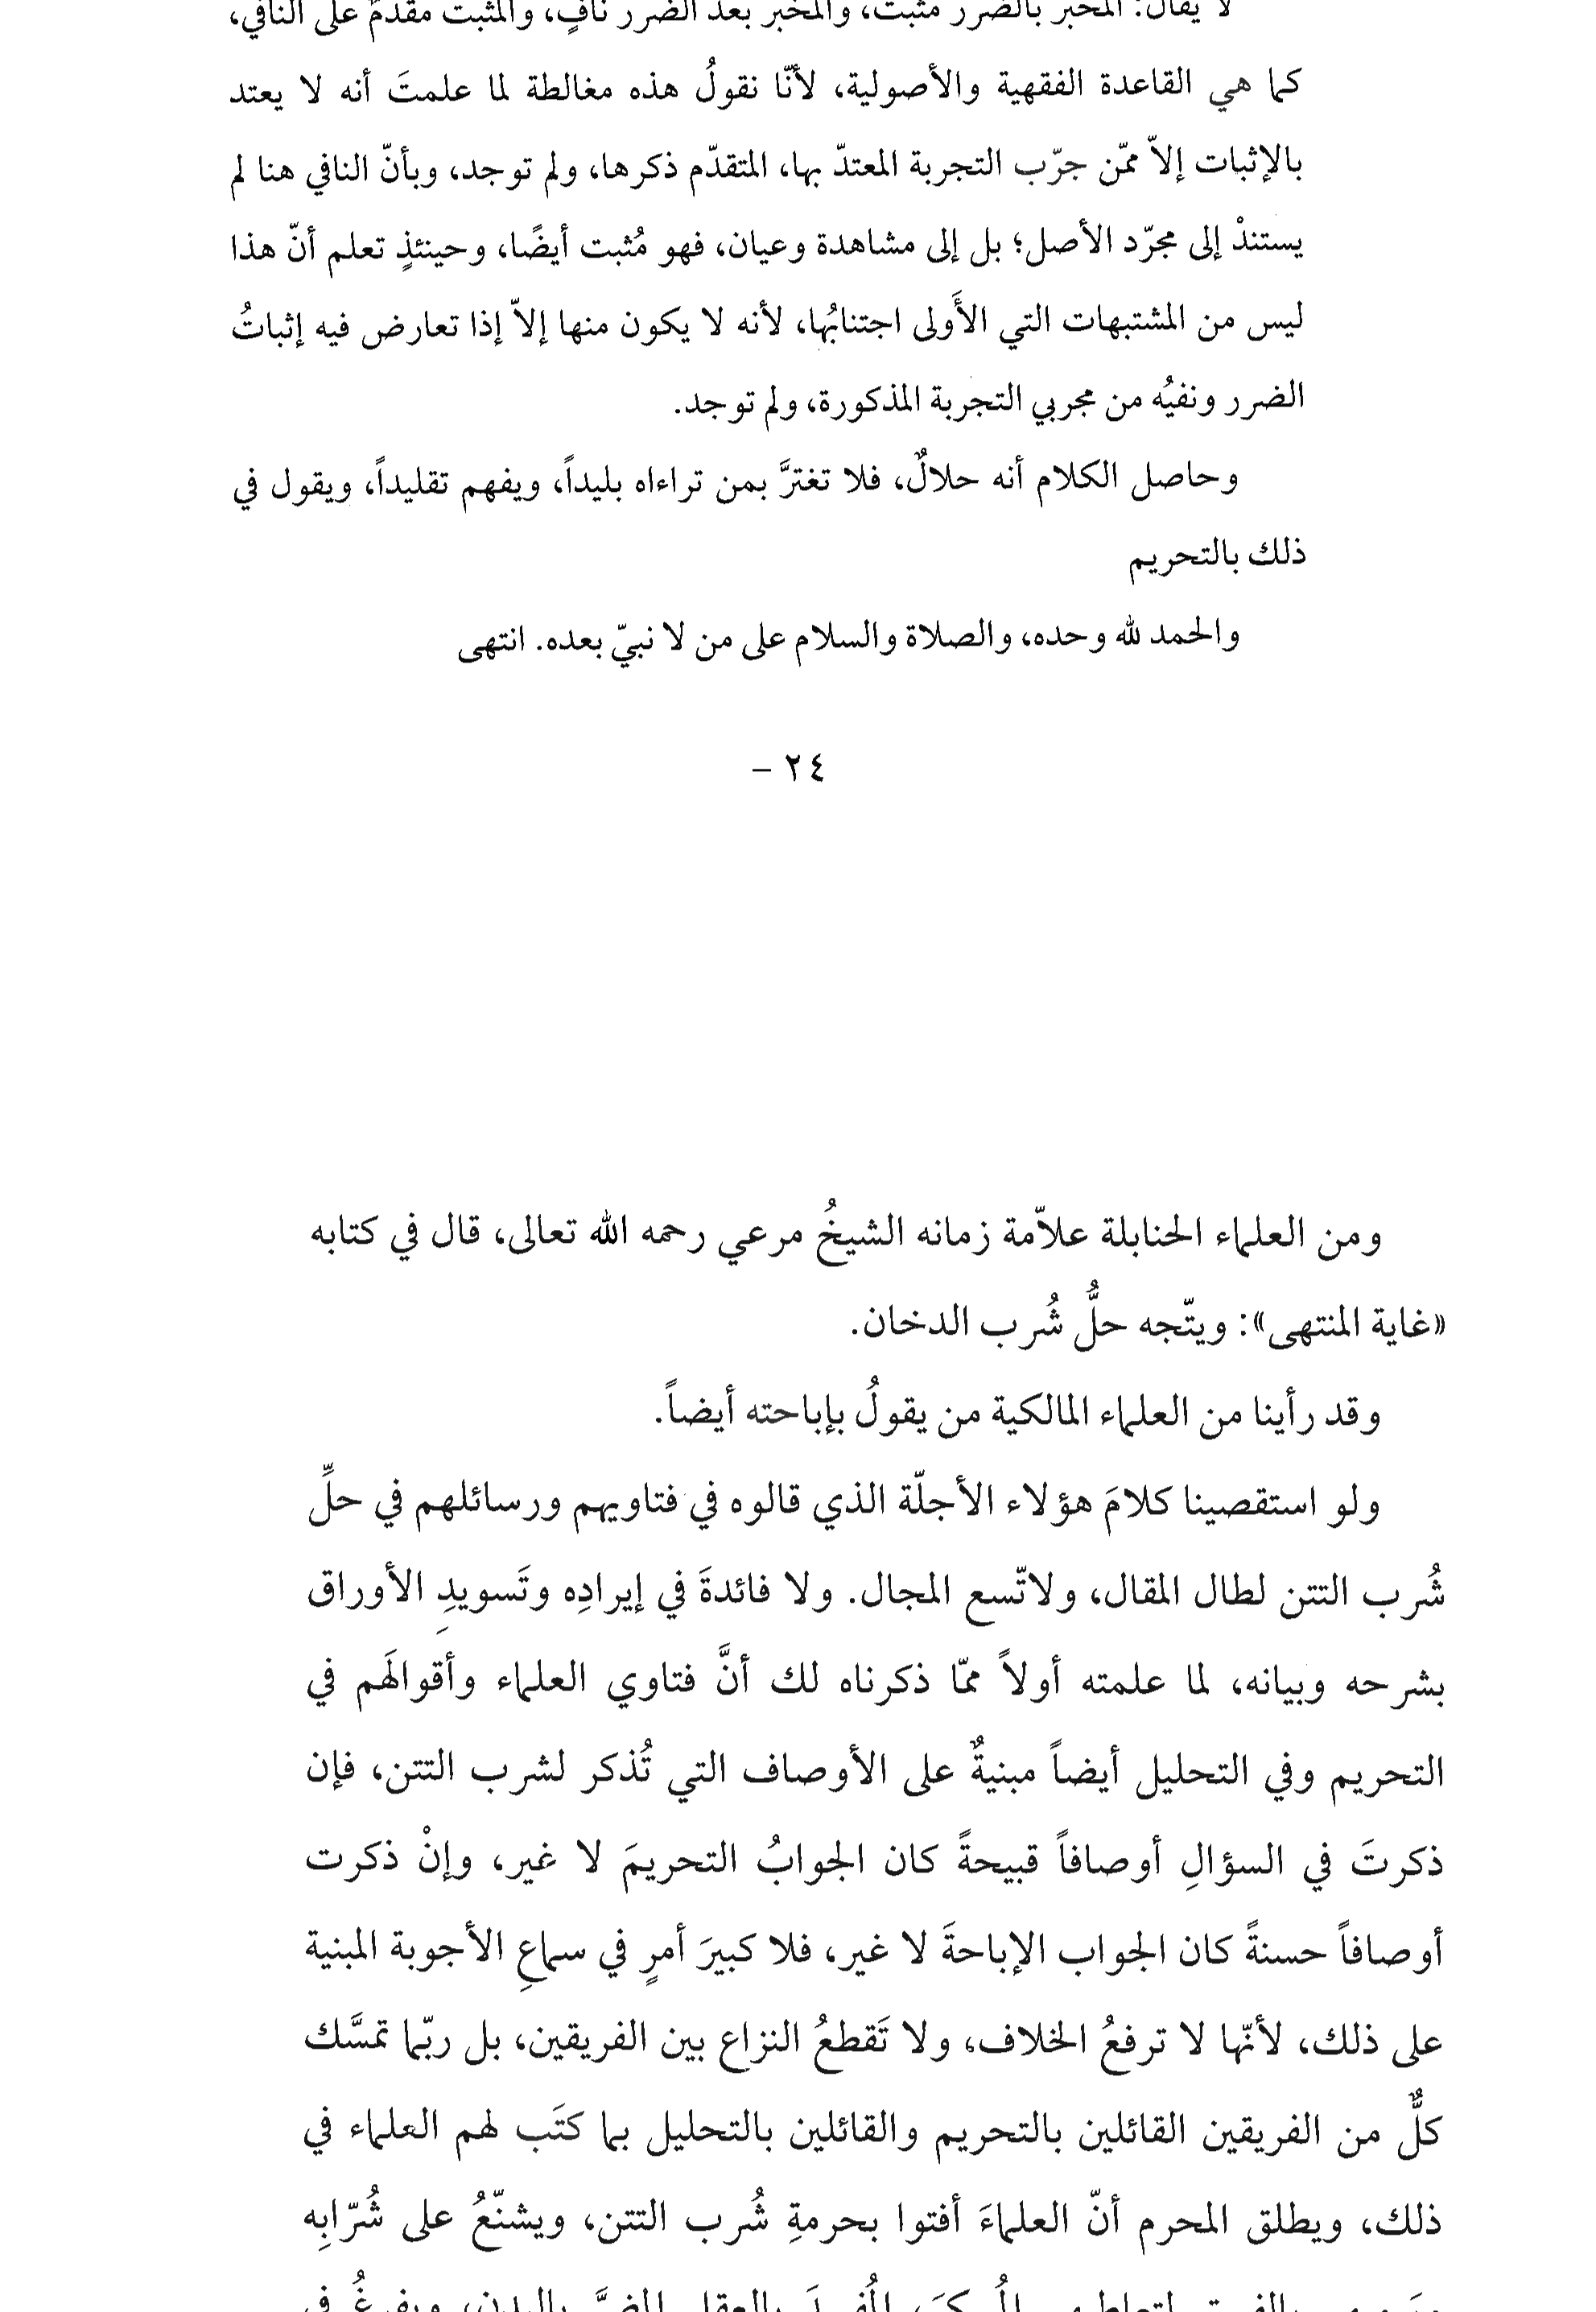 لا يقال: المخبر بالضرر مثبت، والمخبر بعد الضرر نافٍ، والمثبت مقدمٌ على النافي،
كما هي القاعدة الفقهية والأصولية، لأنّا نقولُ هذه مغالطة لما علمتَ أنه لا يعتد
بالإثبات إلاّ ممّن جرّب التجربة المعتدّ بها، المتقدّم ذكرها، ولم توجد، وبأنّ النافي هنا لم
يستندْ إلى مجرّد الأصل؛ بل إلى مشاهدة وعيان، فهو مُثبت أيضًا، وحينئذٍ تعلم أنّ هذا
ليس من المشتبهات التي الأَولى اجتنابُها، لأنه لا يكون منها إلاّ إذا تعارض فيه إثباتُ
الضرر ونفيُه من مجربي التجربة المذكورة، ولم توجد.
وحاصل الكلام أنه حلالٌ، فلا تغترَّ بمن تراءاه بليداً، ويفهم تقليداً، ويقول في
ذلك بالتحريم
والحمد لله وحده، والصلاة والسلام على من لا نبيّ بعده. انتهى
٢٤ –
ومن العلماء الحنابلة علاّمة زمانه الشيخُ مرعي رحمه الله تعالى، قال في كتابه
«غاية المنتهى»: ويتّجه حلُّ شُرب الدخان.
وقد رأينا من العلماء المالكية من يقولُ بإباحته أيضاً.
ولو استقصينا كلامَ هؤلاء الأجلّة الذي قالوه في فتاويهم ورسائلهم في حلِّ
شُرب التتن لطال المقال، ولاتّسع المجال. ولا فائدةَ في إيرادِه وتَسويدِ الأوراق
بشرحه وبيانه، لما علمته أولاً ممّا ذكرناه لك أنَّ فتاوي العلماء وأقوالهَم في
التحريم وفي التحليل أيضاً مبنيةٌ على الأوصاف التي تُذكر لشرب التتن، فإن
ذكرتَ في السؤالِ أوصافاً قبيحةً كان الجوابُ التحريمَ لا غير، وإنْ ذكرت
أوصافاً حسنةً كان الجواب الإباحةَ لا غير، فلا كبيرَ أمرٍ في سماعِ الأجوبة المبنية
على ذلك، لأنّها لا ترفعُ الخلاف، ولا تَقطعُ النزاع بين الفريقين، بل ربّما تمسَّك
كلٌّ من الفريقين القائلين بالتحريم والقائلين بالتحليل بما كتَب لهم العلماء في
ذلك، ويطلق المحرم أنّ العلماءَ أفتوا بحرمةِ شُرب التتن، ويشنّعُ على شُرّابِه